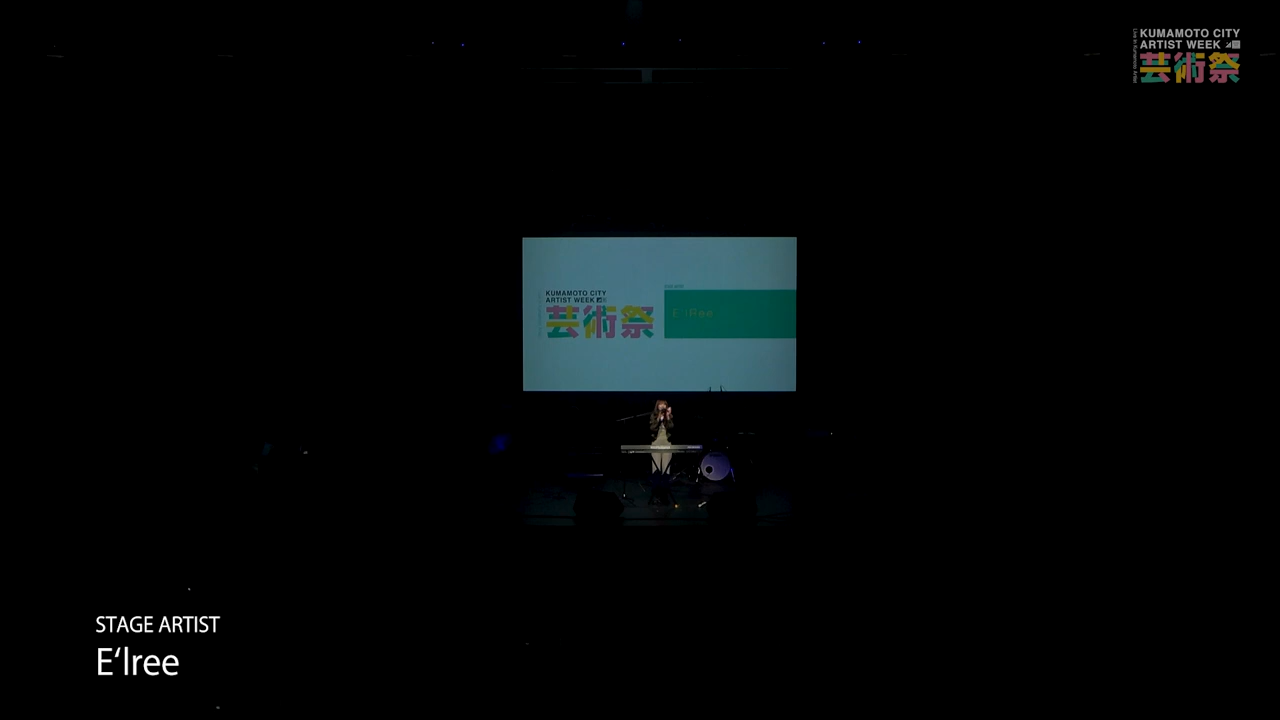 KUMAMOTO CITY
ARTIST WEEK
芸術祭
KUMAMOTO CITY
ARTIST WEEK
芸術祭
E'lRee
STAGE ARTIST
E‘lree